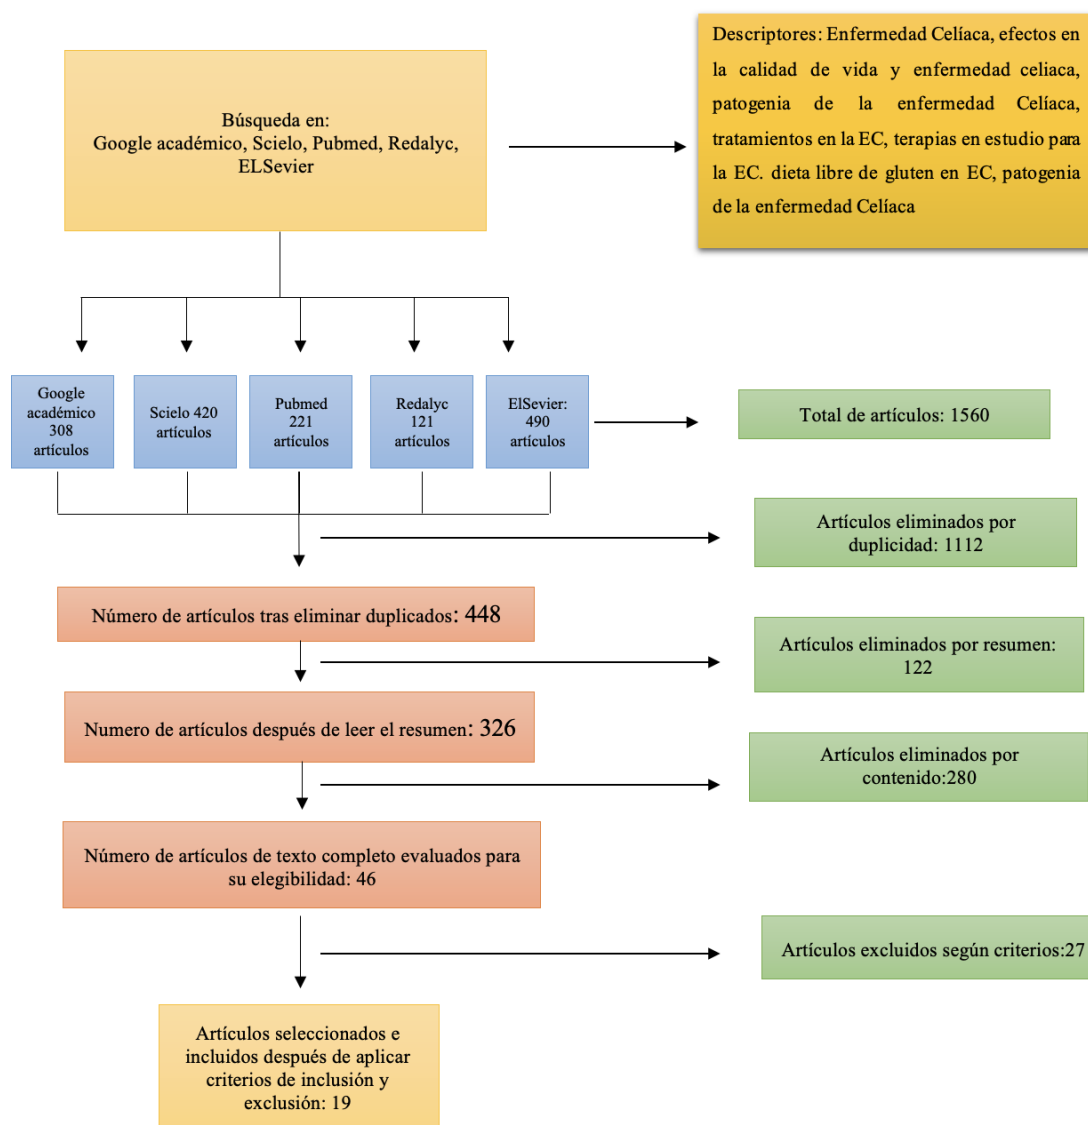 Búsqueda en:
Google académico, Scielo, Pubmed, Redalyc,
ELSevier
Descriptores: Enfermedad Celíaca, efectos en
la calidad de vida y enfermedad celiaca,
patogenia de la enfermedad Celíaca,
tratamientos en la EC, terapias en estudio para
la EC. dieta libre de gluten en EC, patogenia
de la enfermedad Celíaca
Google
académico
308
artículos
Scielo 420
artículos
Pubmed
221
artículos
Redalyc
121
artículos
ElSevier:
490
artículos
Total de artículos: 1560
Artículos eliminados por
duplicidad: 1112
Número de artículos tras eliminar duplicados: 448
Artículos eliminados por resumen:
122
Numero de artículos después de leer el resumen: 326
Artículos eliminados por
contenido:280
Número de artículos de texto completo evaluados para
su elegibilidad: 46
Artículos excluidos según criterios:27
Artículos seleccionados e
incluidos después de aplicar
criterios de inclusión y
exclusión: 19